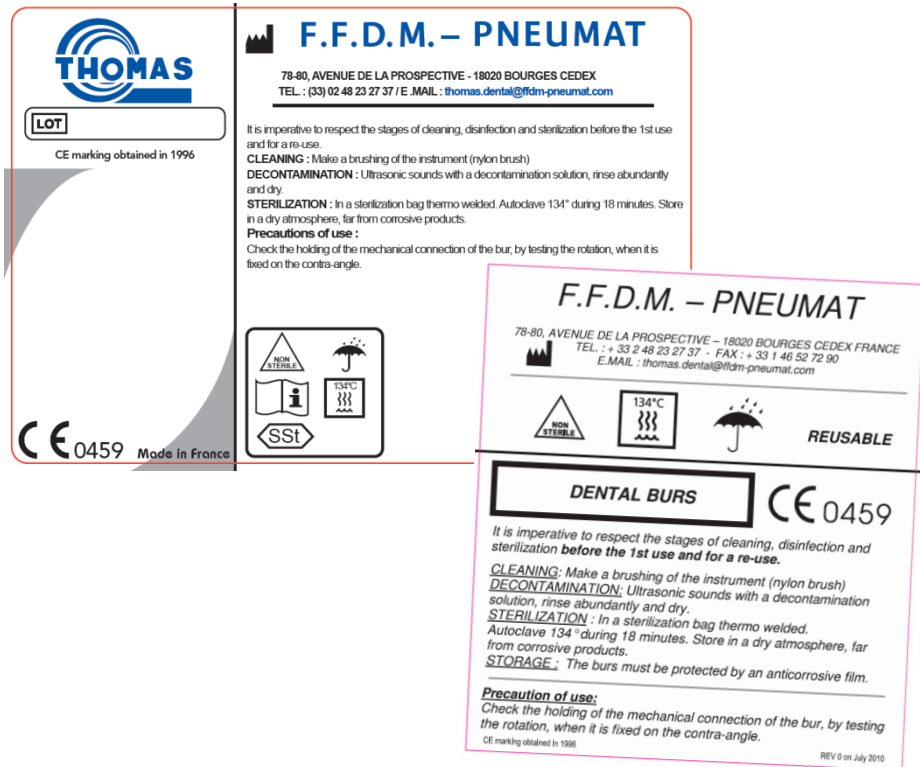 THOMAS
LOT
CE marking obtained in 1996
CE 0459 Made in France
F.F.D.M. – PNEUMAT
78-80, AVENUE DE LA PROSPECTIVE - 18020 BOURGES CEDEX
TEL. : (33) 02 48 23 27 37 / E .MAIL : thomas.dental@ffdm-pneumat.com
It is imperative to respect the stages of cleaning, disinfection and sterilization before the 1st use
and for a re-use.
CLEANING : Make a brushing of the instrument (nylon brush)
DECONTAMINATION : Ultrasonic sounds with a decontamination solution, rinse abundantly
and dry.
STERILIZATION : In a sterilization bag thermo welded. Autoclave 134° during 18 minutes. Store
in a dry atmosphere, far from corrosive products.
Precautions of use :
Check the holding of the mechanical connection of the bur, by testing the rotation, when it is
fixed on the contra-angle.
NON
STERILE
134°C
i
SSt
F.F.D.M. – PNEUMAT
78-80, AVENUE DE LA PROSPECTIVE – 18020 BOURGES CEDEX FRANCE
TEL. : + 33 2 48 23 27 37 - FAX : + 33 1 46 52 72 90
E.MAIL : thomas.dental@ffdm-pneumat.com
NON
STERILE
134°C
REUSABLE
DENTAL BURS
CE 0459
It is imperative to respect the stages of cleaning, disinfection and
sterilization before the 1st use and for a re-use.
CLEANING: Make a brushing of the instrument (nylon brush)
DECONTAMINATION: Ultrasonic sounds with a decontamination
solution, rinse abundantly and dry.
STERILIZATION : In a sterilization bag thermo welded.
Autoclave 134 ° during 18 minutes. Store in a dry atmosphere, far
from corrosive products.
STORAGE : The burs must be protected by an anticorrosive film.
Precaution of use:
Check the holding of the mechanical connection of the bur, by testing
the rotation, when it is fixed on the contra-angle.
CE marking obtained in 1996
REV 0 on July 2010